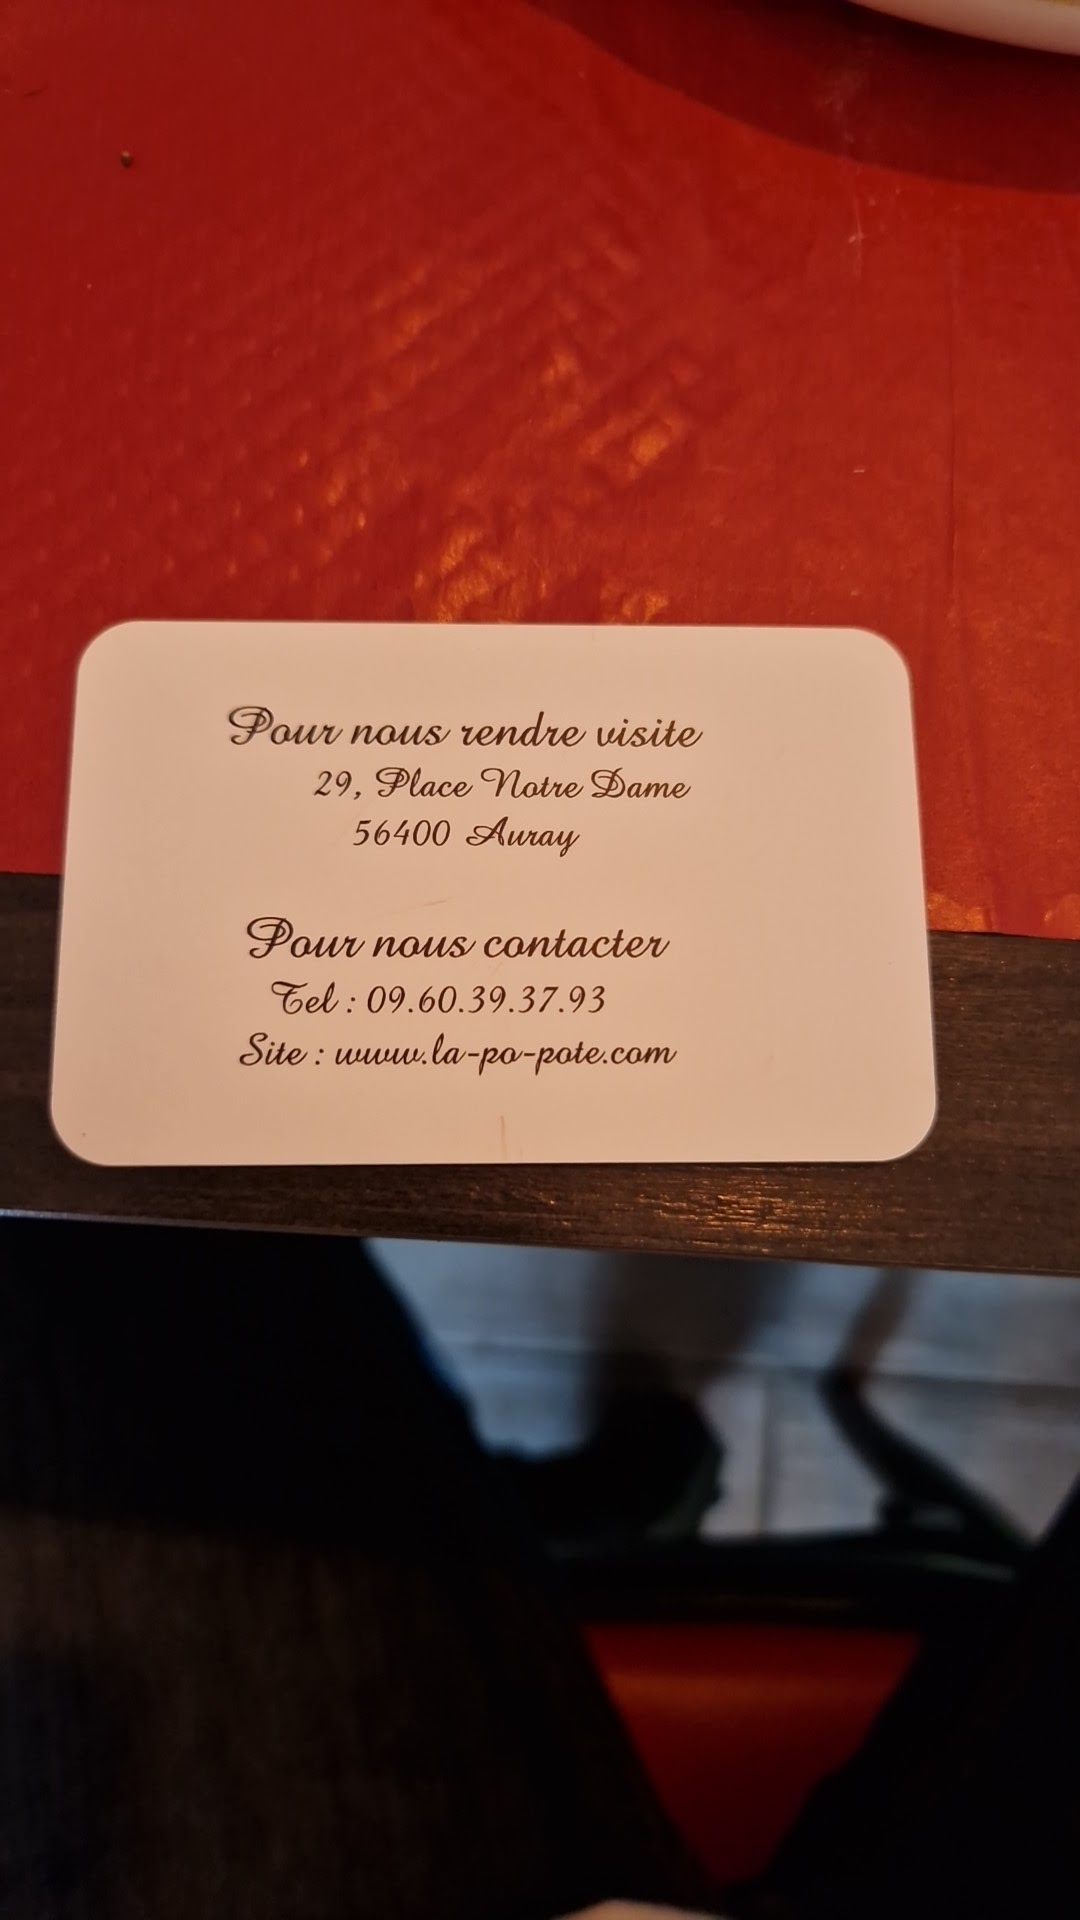 Pour nous rendre visite
29, Place Notre Dame
56400 Auray
Pour nous contacter
Tel : 09.60.39.37.93
Site : www.la-po-pote.com